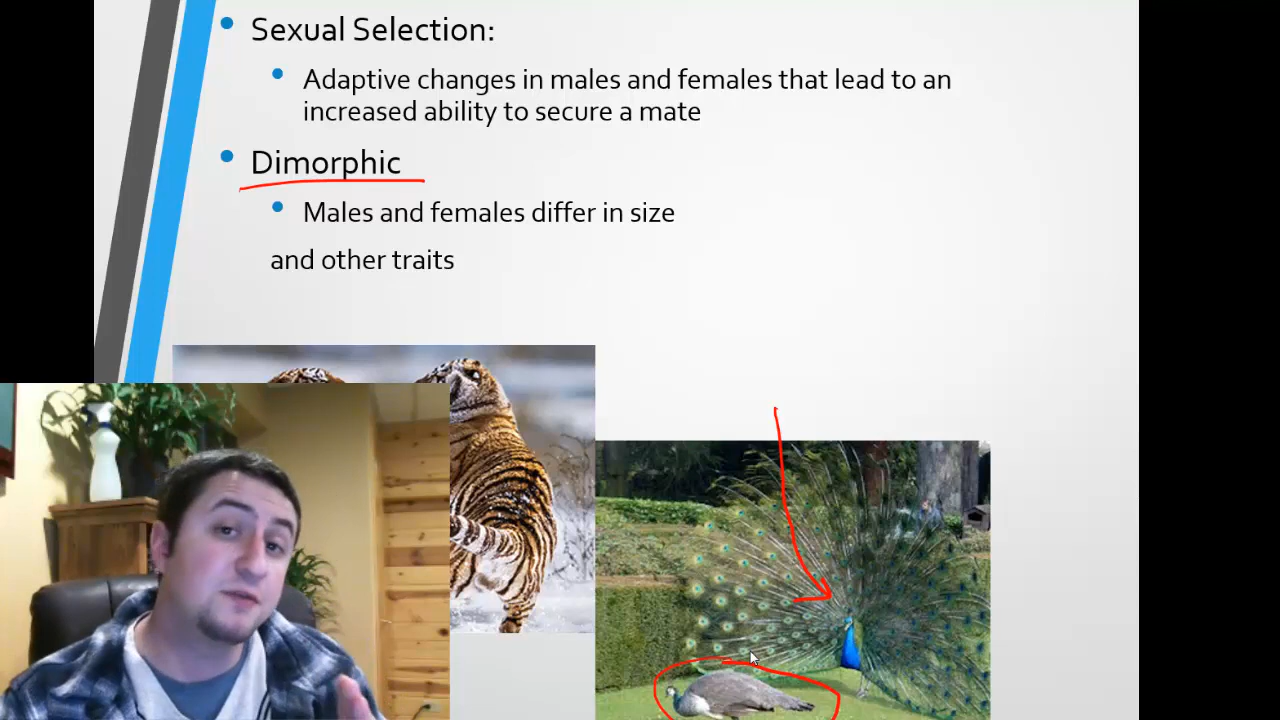 Sexual Selection:
Adaptive changes in males and females that lead to an
increased ability to secure a mate
Dimorphic
Males and females differ in size
and other traits